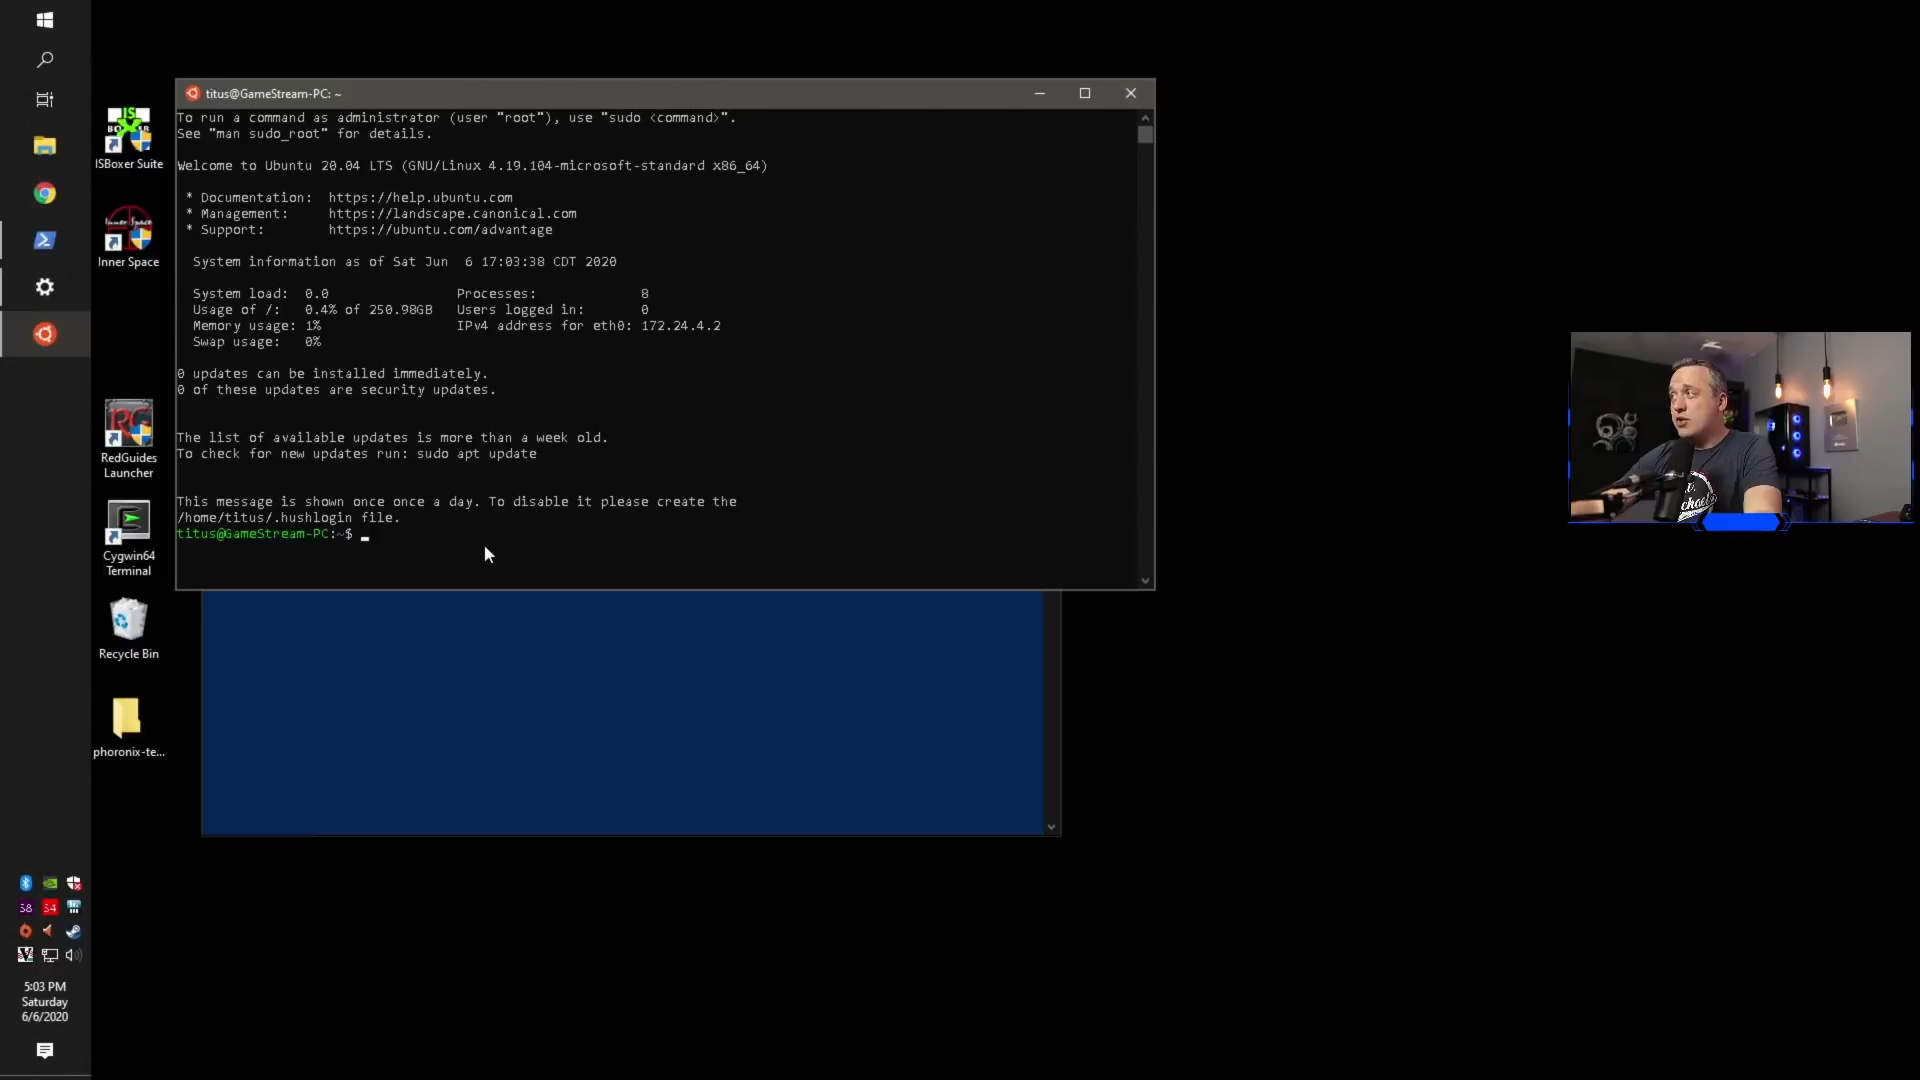 titus@GameStream-PC: ~
To run a command as administrator (user "root"), use "sudo <command>".
See "man sudo_root" for details.
Welcome to Ubuntu 20.04 LTS (GNU/Linux 4.19.104-microsoft-standard x86_64)
* Documentation: https://help.ubuntu.com
* Management: https://landscape.canonical.com
* Support: https://ubuntu.com/advantage
System information as of Sat Jun 6 17:03:38 CDT 2020
System load: 0.0 Processes: 8
Usage of /: 0.4% of 250.98GB Users logged in: 0
Memory usage: 1% IPv4 address for eth0: 172.24.4.2
Swap usage: 0%
0 updates can be installed immediately.
0 of these updates are security updates.
The list of available updates is more than a week old.
To check for new updates run: sudo apt update
This message is shown once once a day. To disable it please create the
/home/titus/.hushlogin file.
titus@GameStream-PC:~$
ISBoxer Suite
Inner Space
RedGuides
Launcher
Cygwin64
Terminal
Recycle Bin
phoronix-te...
58 54
5:03 PM
Saturday
6/6/2020